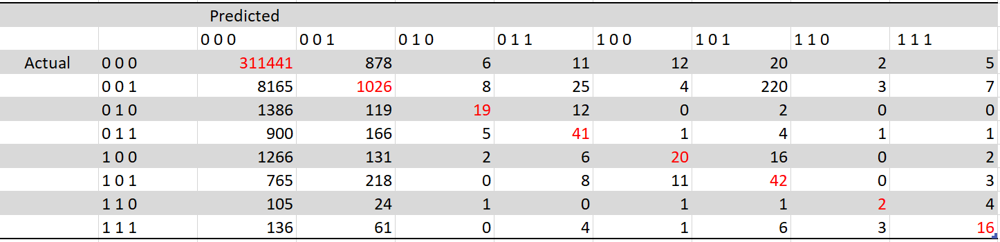 Predicted
0 0 0 0 0 1 0 1 0 0 1 1 1 0 0 1 0 1 1 1 0 1 1 1
Actual 0 0 0 311441 878 6 11 12 20 2 5
0 0 1 8165 1026 8 25 4 220 3 7
0 1 0 1386 119 19 12 0 2 0 0
0 1 1 900 166 5 41 1 4 1 1
1 0 0 1266 131 2 6 20 16 0 2
1 0 1 765 218 0 8 11 42 0 3
1 1 0 105 24 1 0 1 1 2 4
1 1 1 136 61 0 4 1 6 3 16